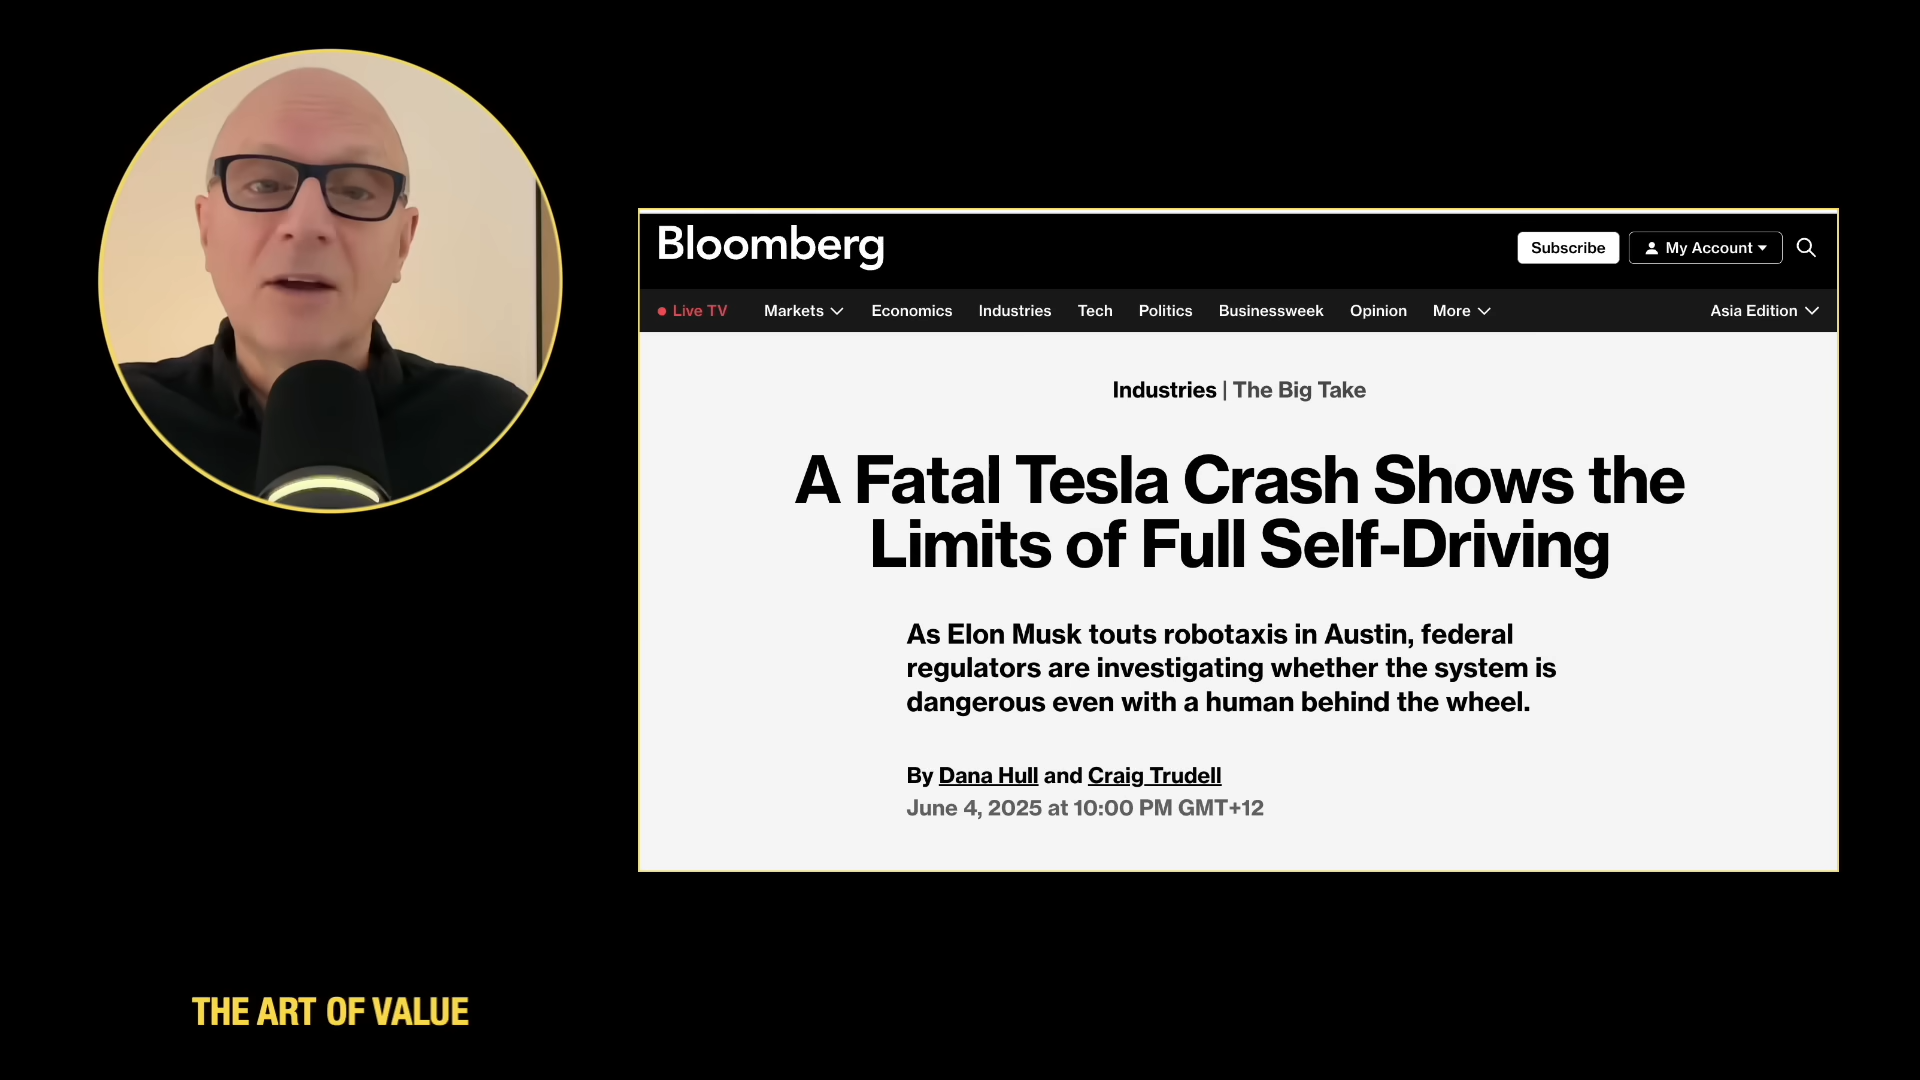 Bloomberg
Subscribe
My Account
Live TV
Markets
Economics
Industries
Tech
Politics
Businessweek
Opinion
More
Asia Edition
Industries | The Big Take
A Fatal Tesla Crash Shows the
Limits of Full Self-Driving
As Elon Musk touts robotaxis in Austin, federal
regulators are investigating whether the system is
dangerous even with a human behind the wheel.
By Dana Hull and Craig Trudell
June 4, 2025 at 10:00 PM GMT+12
THE ART OF VALUE